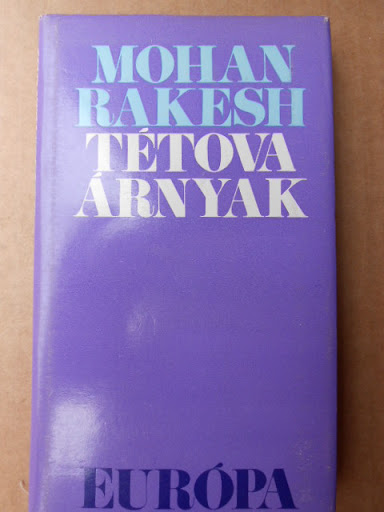 MOHAN
RAKESH
TÉTOVA
ÁRNYAK
EURÓPA